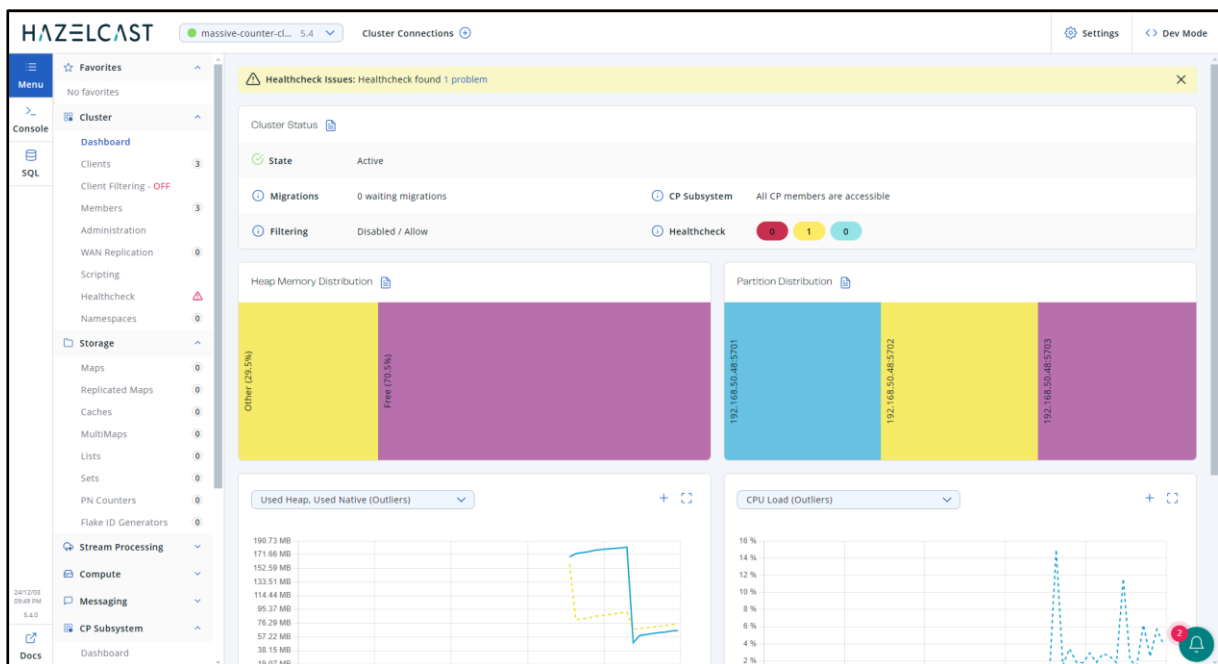 HAZELCAST
massive-counter-cl... 5.4
Cluster Connections
Settings
<> Dev Mode
Menu
Console
SQL
24/12/03
09:49 PM
5.4.0
Docs
Favorites
No favorites
Cluster
Dashboard
Clients 3
Client Filtering - OFF
Members 3
Administration
WAN Replication 0
Scripting
Healthcheck
Namespaces 0
Storage
Maps 0
Replicated Maps 0
Caches 0
MultiMaps 0
Lists 0
Sets 0
PN Counters 0
Flake ID Generators 0
Stream Processing
Compute
Messaging
CP Subsystem
Dashboard
Healthcheck Issues: Healthcheck found 1 problem
Cluster Status
State Active
Migrations 0 waiting migrations
CP Subsystem All CP members are accessible
Filtering Disabled / Allow
Healthcheck 0 1 0
Heap Memory Distribution
Other (29.5%)
Free (70.5%)
Partition Distribution
192.168.50.48:5701
192.168.50.48:5702
192.168.50.48:5703
Used Heap, Used Native (Outliers)
190.73 MB
171.66 MB
152.59 MB
133.51 MB
114.44 MB
95.37 MB
76.29 MB
57.22 MB
38.15 MB
19.07 MB
CPU Load (Outliers)
16 %
14 %
12 %
10 %
8 %
6 %
4 %
2 %
2